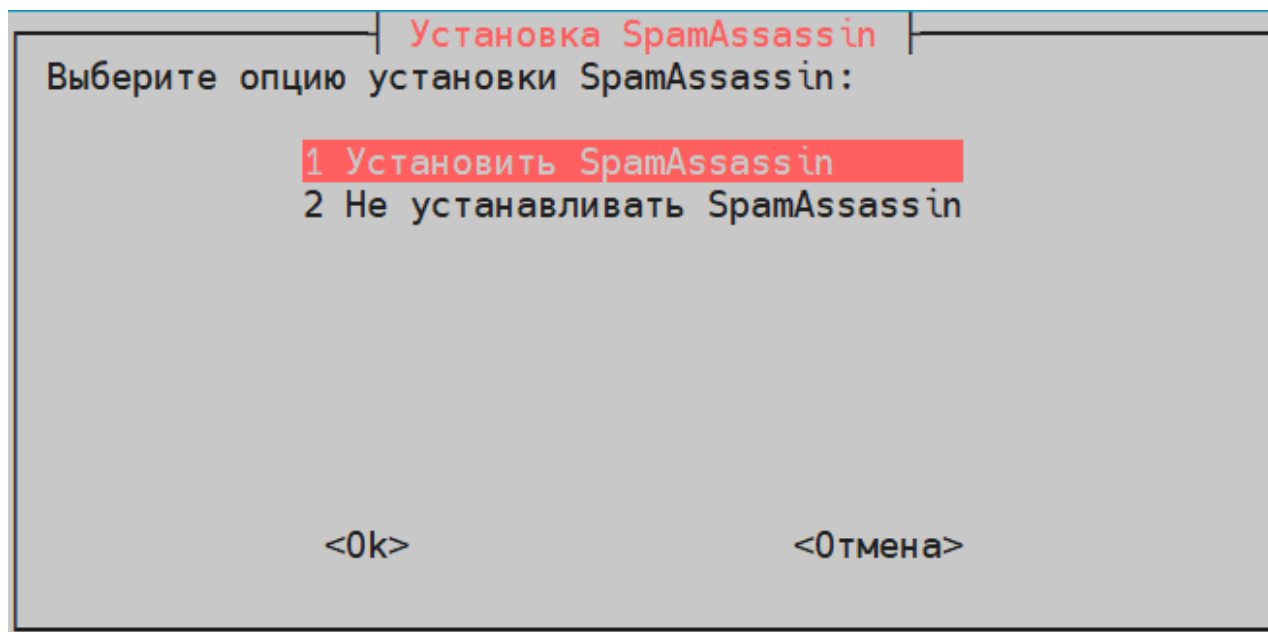 Установка SpamAssassin
Выберите опцию установки SpamAssassin:
1 Установить SpamAssassin
2 Не устанавливать SpamAssassin
<Ok> <Отмена>